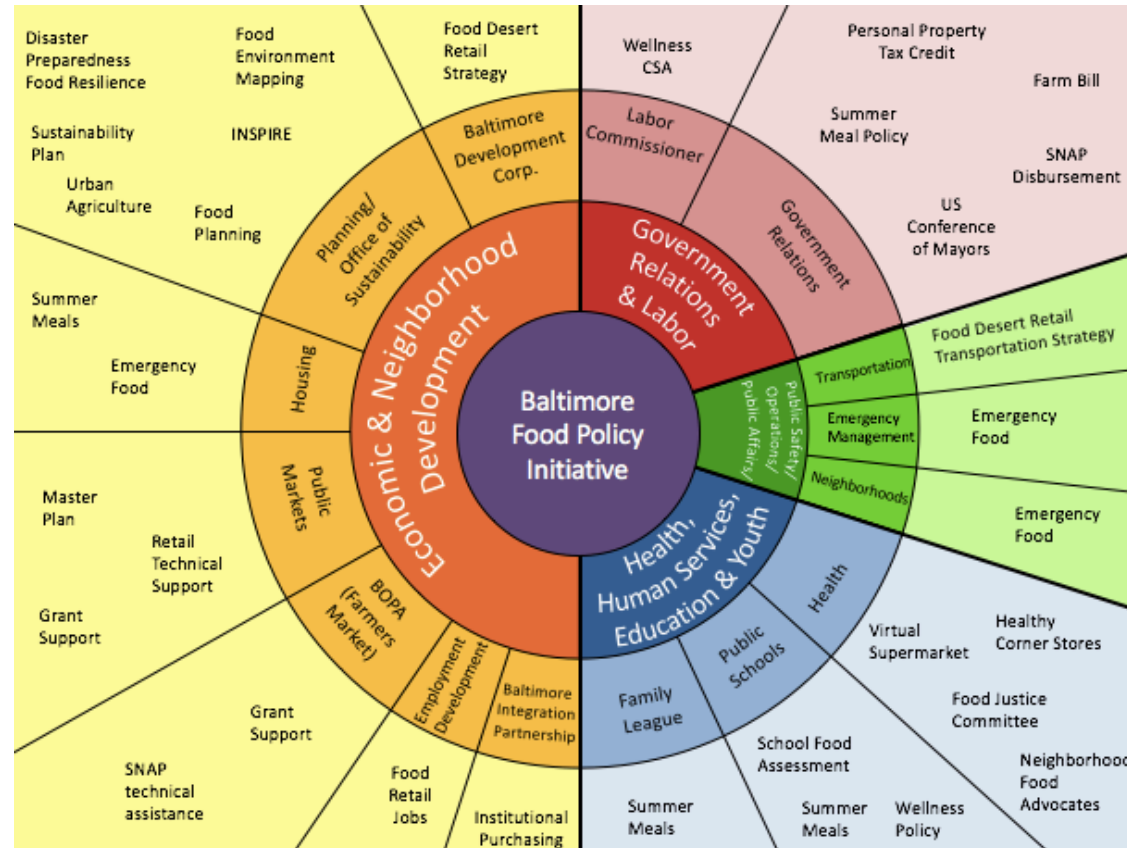 Disaster
Preparedness
Food Resilience
Food
Environment
Mapping
Sustainability
Plan
INSPIRE
Urban
Agriculture
Food
Planning
Food Desert
Retail
Strategy
Wellness
CSA
Personal Property
Tax Credit
Farm Bill
Summer
Meal Policy
SNAP
Disbursement
US
Conference
of Mayors
Baltimore
Development
Corp.
Planning/
Office of
Sustainability
Labor
Commissioner
Government
Relations
Summer
Meals
Emergency
Food
Housing
Economic & Neighborhood
Development
Government
Relations
& Labor
Baltimore
Food Policy
Initiative
Public Safety/
Operations/
Public Affairs/
Transportation
Emergency
Management
Neighborhoods
Food Desert Retail
Transportation Strategy
Emergency
Food
Emergency
Food
Master
Plan
Retail
Technical
Support
Grant
Support
Public
Markets
BOPA
(Farmers
Market)
Employment
Development
Baltimore
Integration
Partnership
Health,
Human Services,
Education & Youth
Family
League
Public
Schools
Health
Virtual
Supermarket
Healthy
Corner Stores
Food Justice
Committee
Neighborhood
Food
Advocates
Grant
Support
SNAP
technical
assistance
Food
Retail
Jobs
Institutional
Purchasing
Summer
Meals
School Food
Assessment
Summer
Meals
Wellness
Policy